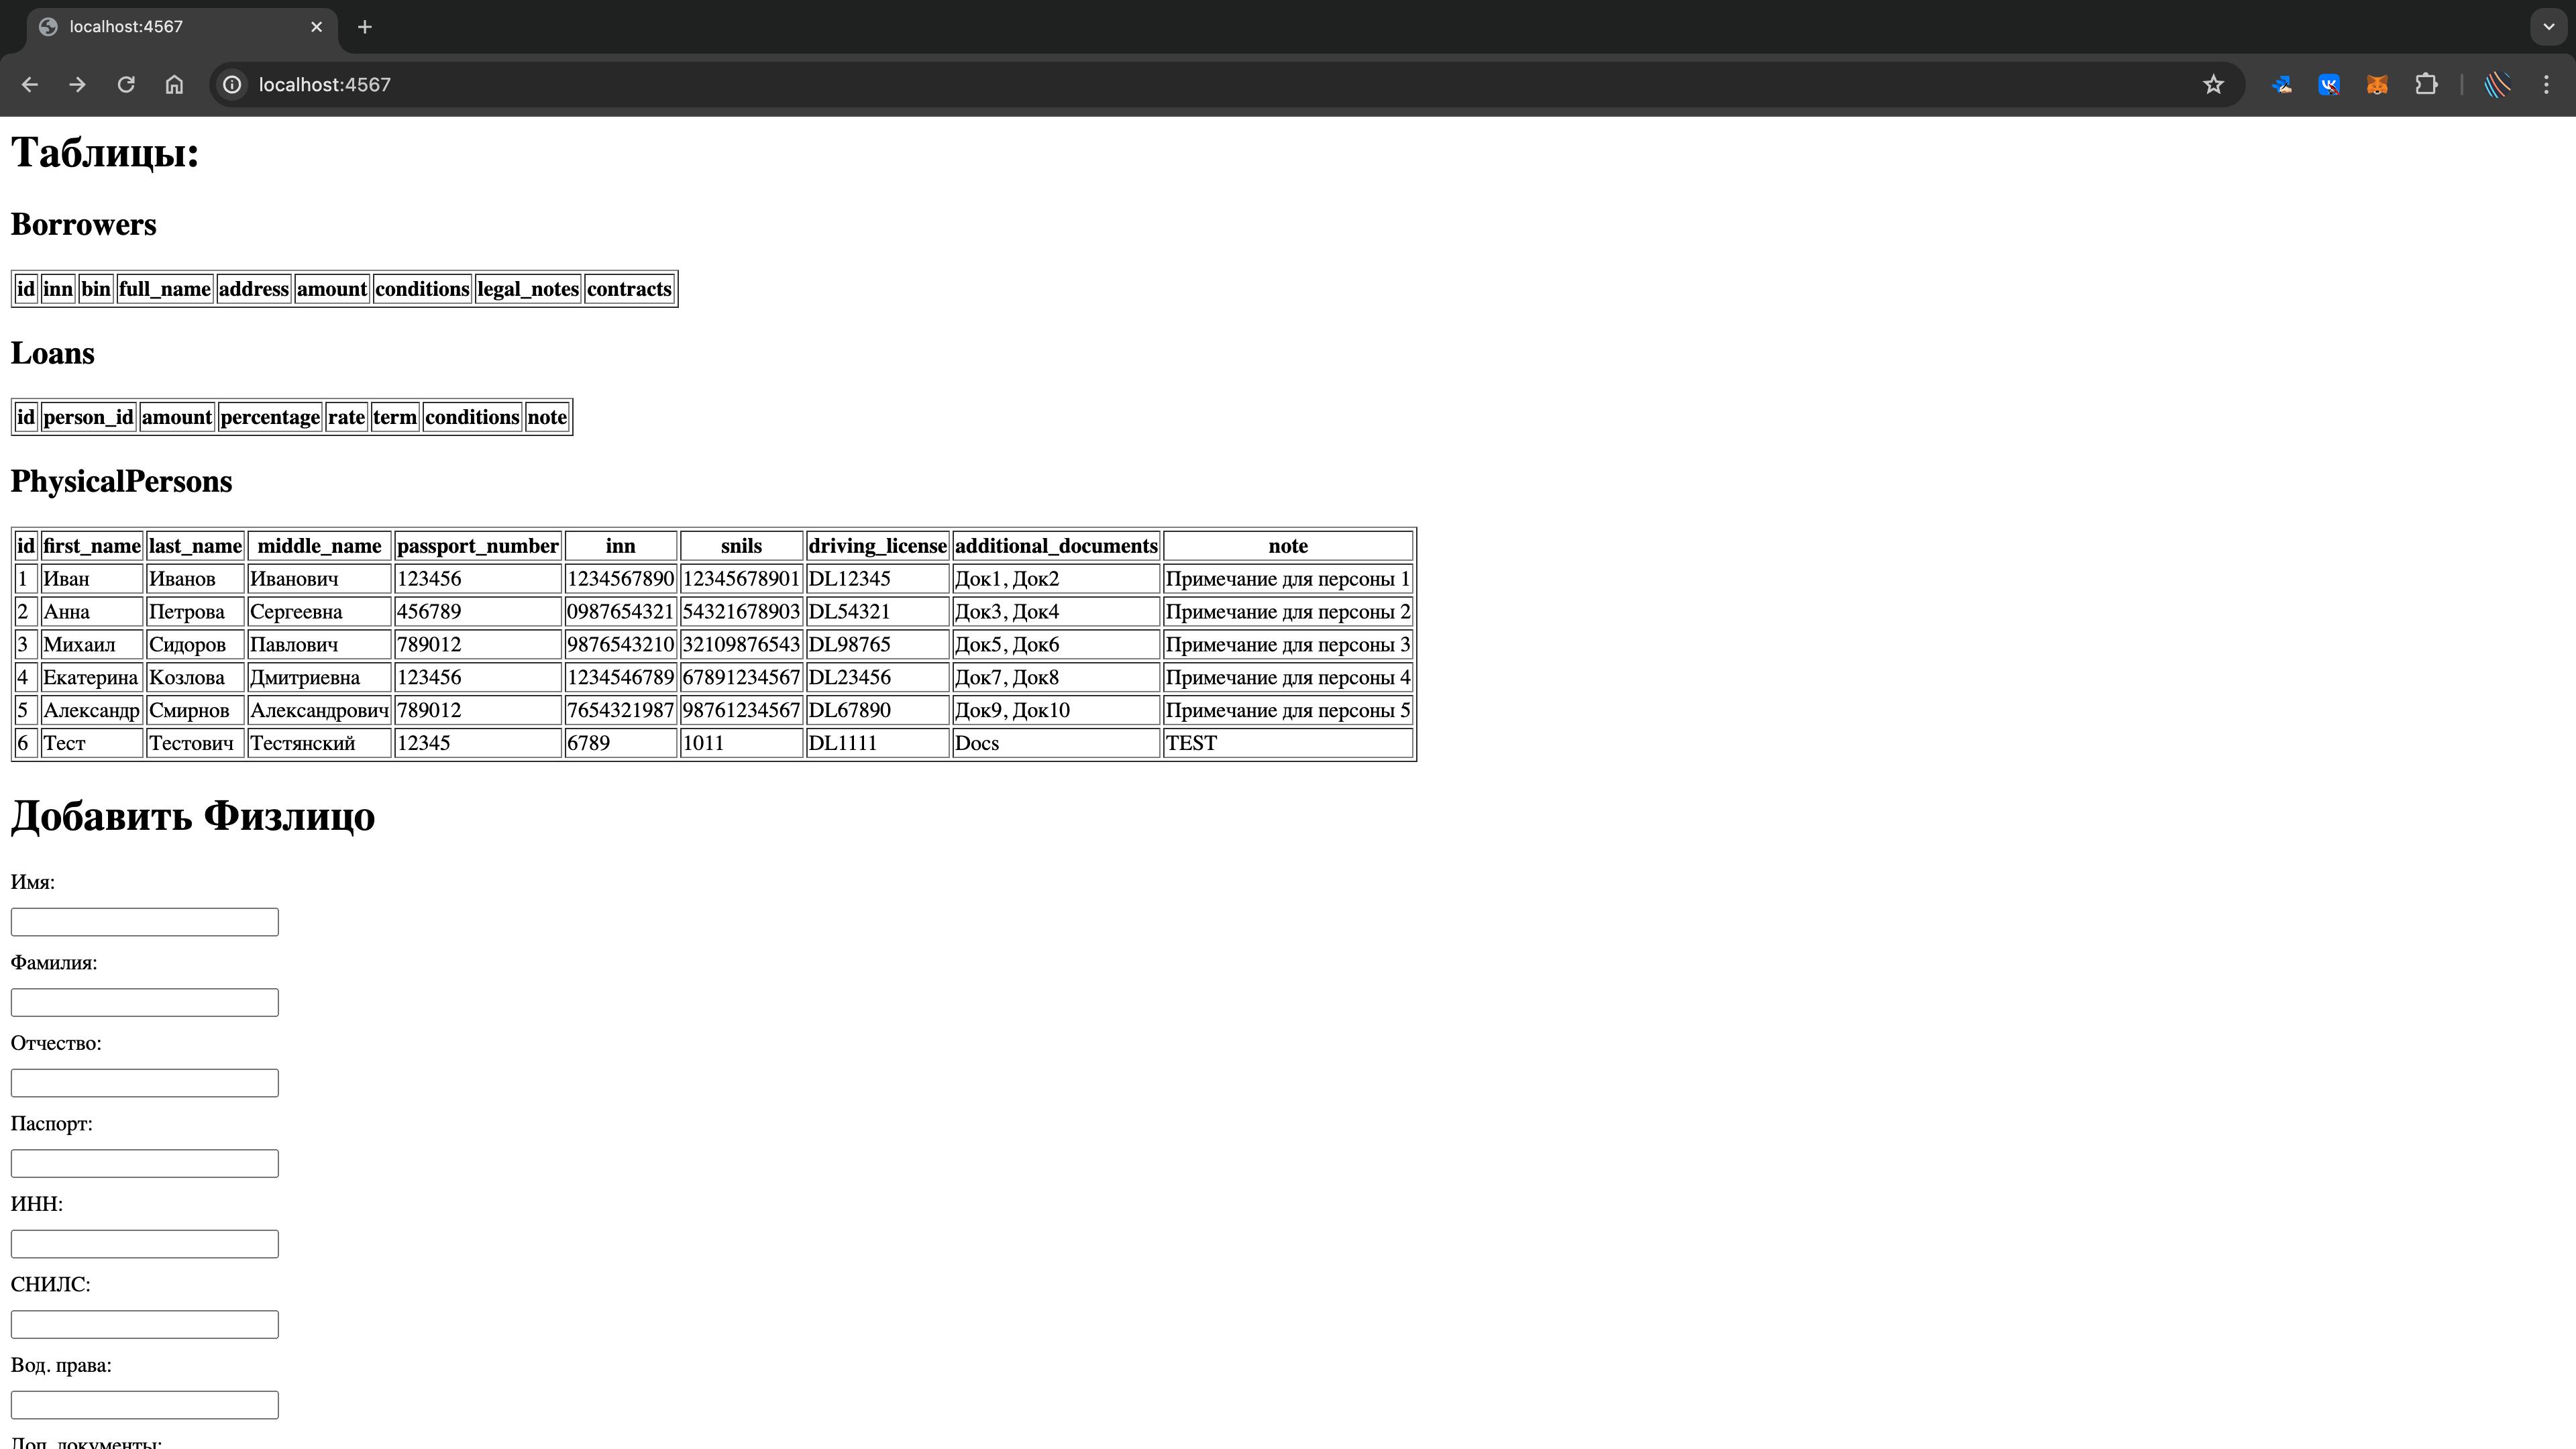 localhost:4567
localhost:4567
Таблицы:
Borrowers
id inn bin full_name address amount conditions legal_notes contracts
Loans
id person_id amount percentage rate term conditions note
PhysicalPersons
id first_name last_name middle_name passport_number inn snils driving_license additional_documents note
1 Иван Иванов Иванович 123456 1234567890 12345678901 DL12345 Док1, Док2 Примечание для персоны 1
2 Анна Петрова Сергеевна 456789 0987654321 54321678903 DL54321 Док3, Док4 Примечание для персоны 2
3 Михаил Сидоров Павлович 789012 9876543210 32109876543 DL98765 Док5, Док6 Примечание для персоны 3
4 Екатерина Козлова Дмитриевна 123456 1234546789 67891234567 DL23456 Док7, Док8 Примечание для персоны 4
5 Александр Смирнов Александрович 789012 7654321987 98761234567 DL67890 Док9, Док10 Примечание для персоны 5
6 Тест Тестович Тестянский 12345 6789 1011 DL1111 Docs TEST
Добавить Физлицо
Имя:
Фамилия:
Отчество:
Паспорт:
ИНН:
СНИЛС:
Вод. права:
Доп. документы: